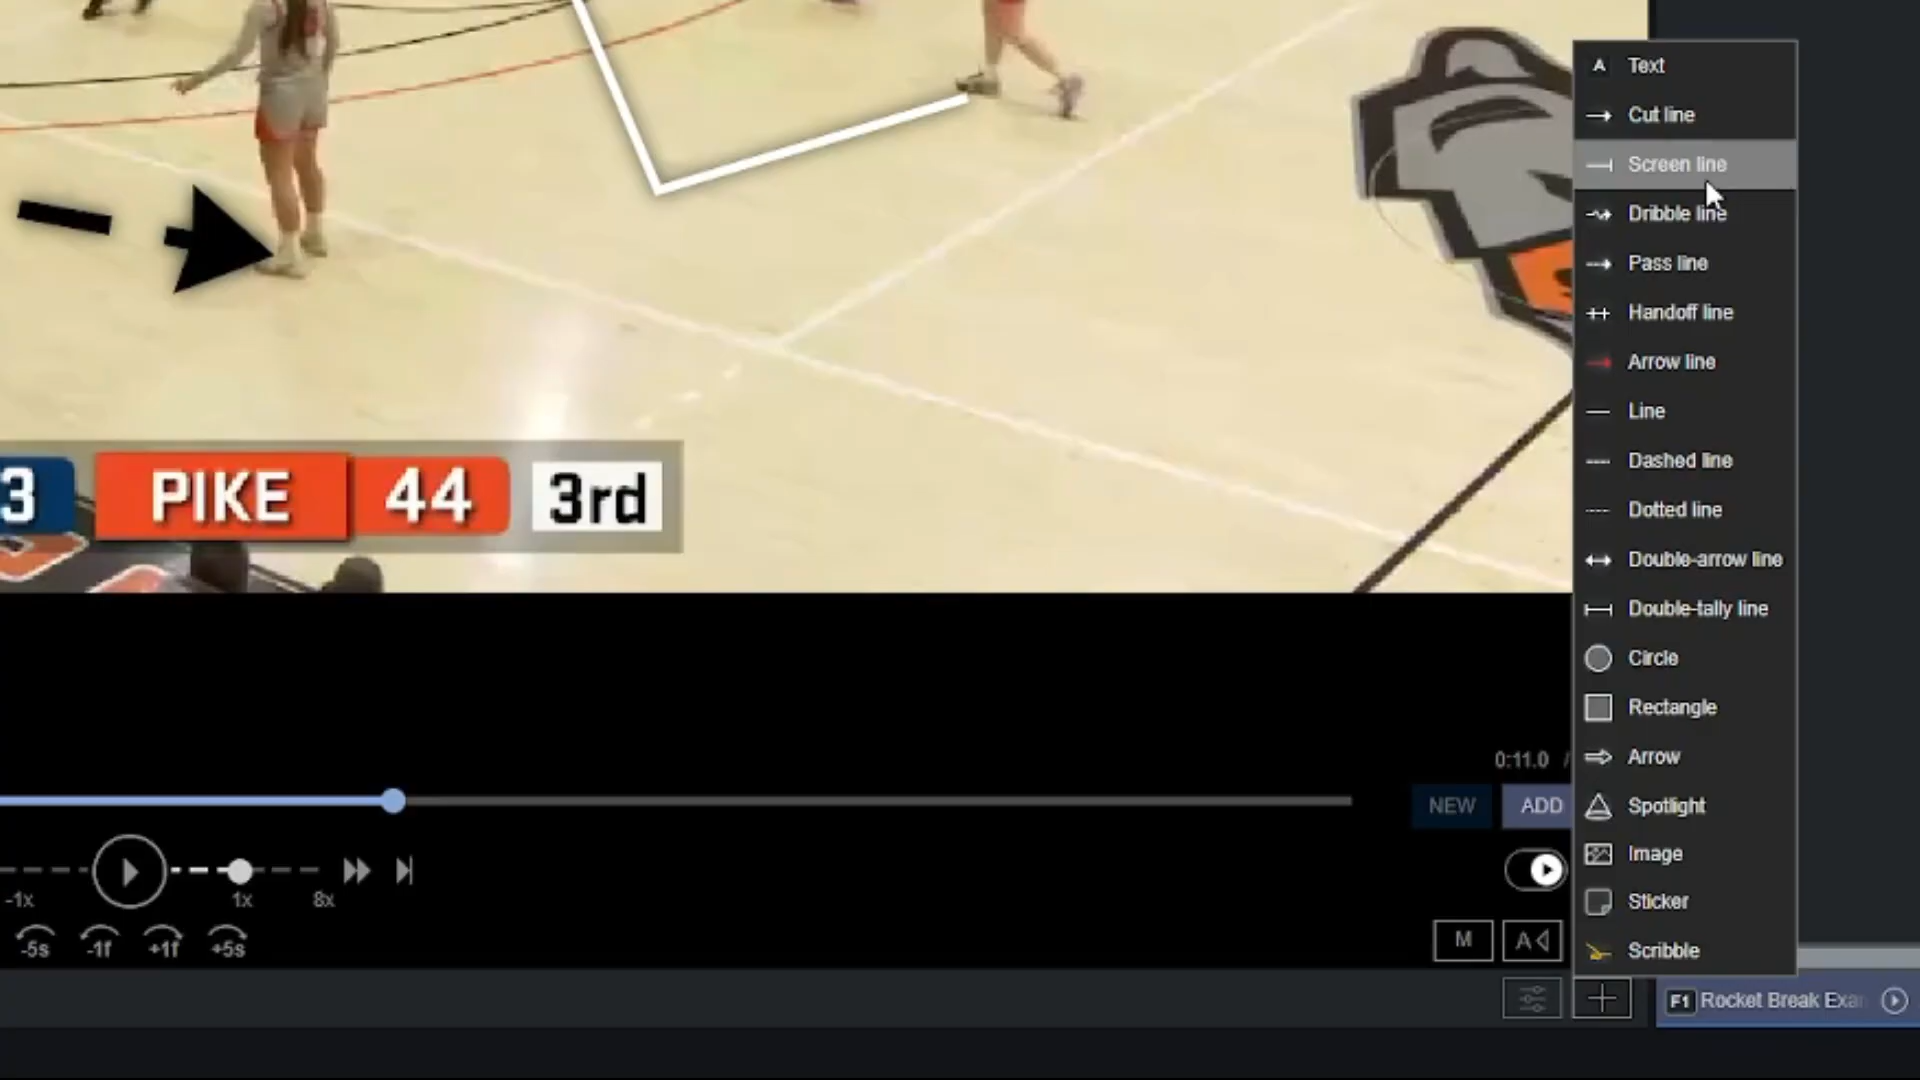 Text
Cut line
Screen line
Dribble line
Pass line
Handoff line
Arrow line
Line
Dashed line
Dotted line
Double-arrow line
Double-tally line
Circle
Rectangle
Arrow
Spotlight
Image
Sticker
Scribble
3 PIKE 44 3rd
0:11.0 /
NEW ADD
-1x 1x 8x
-5s -1f +1f +5s
M A
F1 Rocket Break Exa